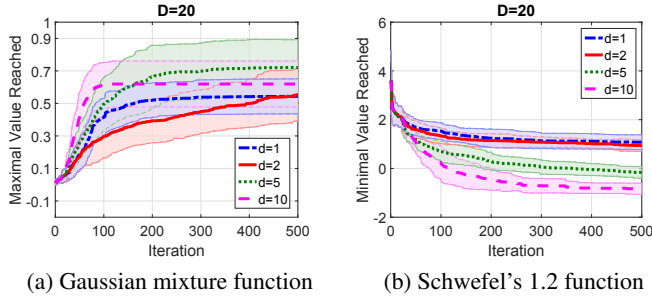 D=20
Maximal Value Reached
0.9
0.7
0.5
0.3
0.1
-0.1
0 100 200 300 400 500
Iteration
d=1
d=2
d=5
d=10
(a) Gaussian mixture function
D=20
Minimal Value Reached
6
4
2
0
-2
0 100 200 300 400 500
Iteration
d=1
d=2
d=5
d=10
(b) Schwefel's 1.2 function